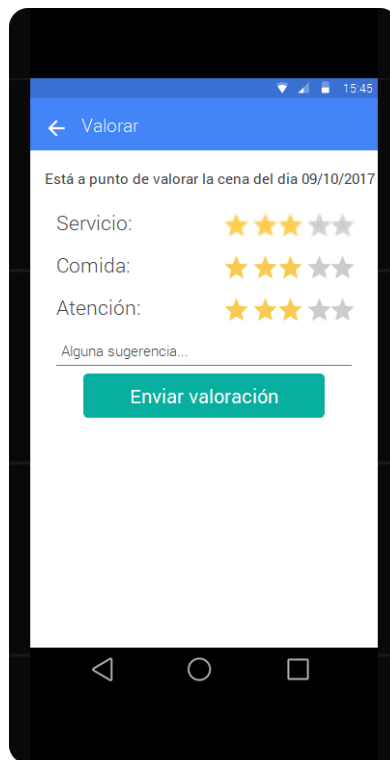 15:45
Valorar
Está a punto de valorar la cena del dia 09/10/2017
Servicio:
Comida:
Atención:
Alguna sugerencia...
Enviar valoración